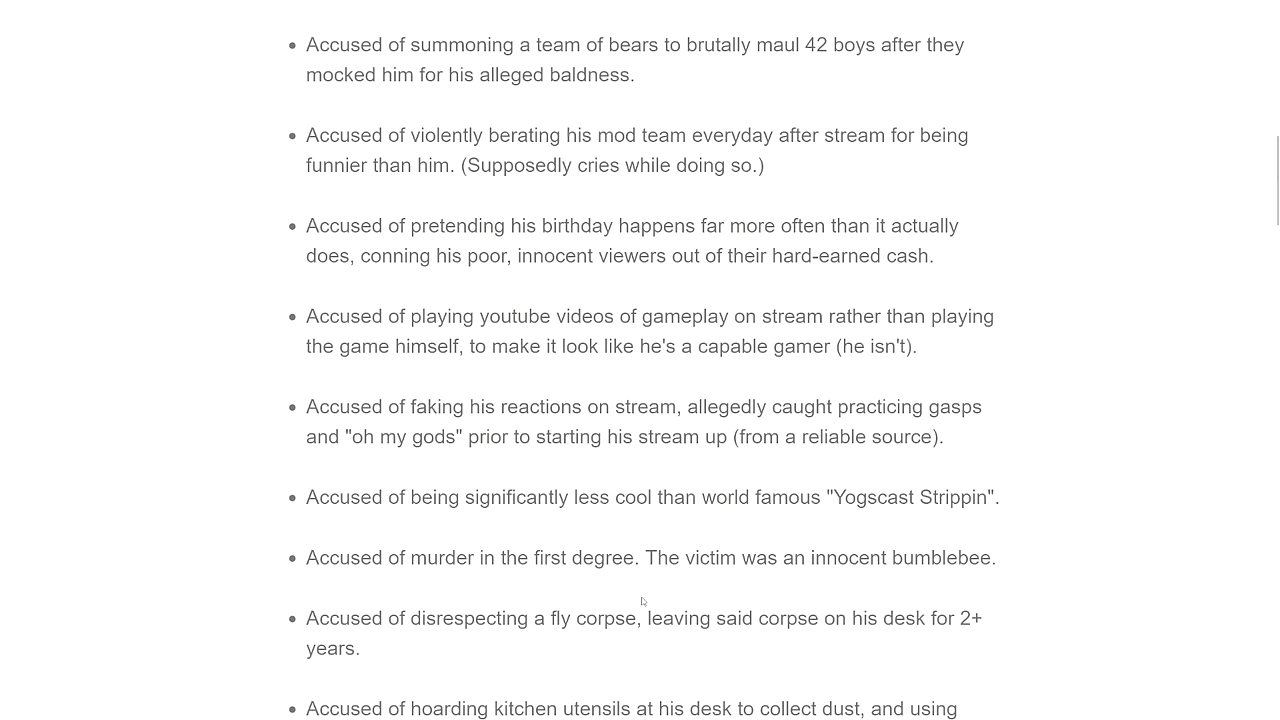 Accused of summoning a team of bears to brutally maul 42 boys after they
mocked him for his alleged baldness.
Accused of violently berating his mod team everyday after stream for being
funnier than him. (Supposedly cries while doing so.)
Accused of pretending his birthday happens far more often than it actually
does, conning his poor, innocent viewers out of their hard-earned cash.
Accused of playing youtube videos of gameplay on stream rather than playing
the game himself, to make it look like he's a capable gamer (he isn't).
Accused of faking his reactions on stream, allegedly caught practicing gasps
and "oh my gods" prior to starting his stream up (from a reliable source).
Accused of being significantly less cool than world famous "Yogscast Strippin".
Accused of murder in the first degree. The victim was an innocent bumblebee.
Accused of disrespecting a fly corpse, leaving said corpse on his desk for 2+
years.
Accused of hoarding kitchen utensils at his desk to collect dust, and using